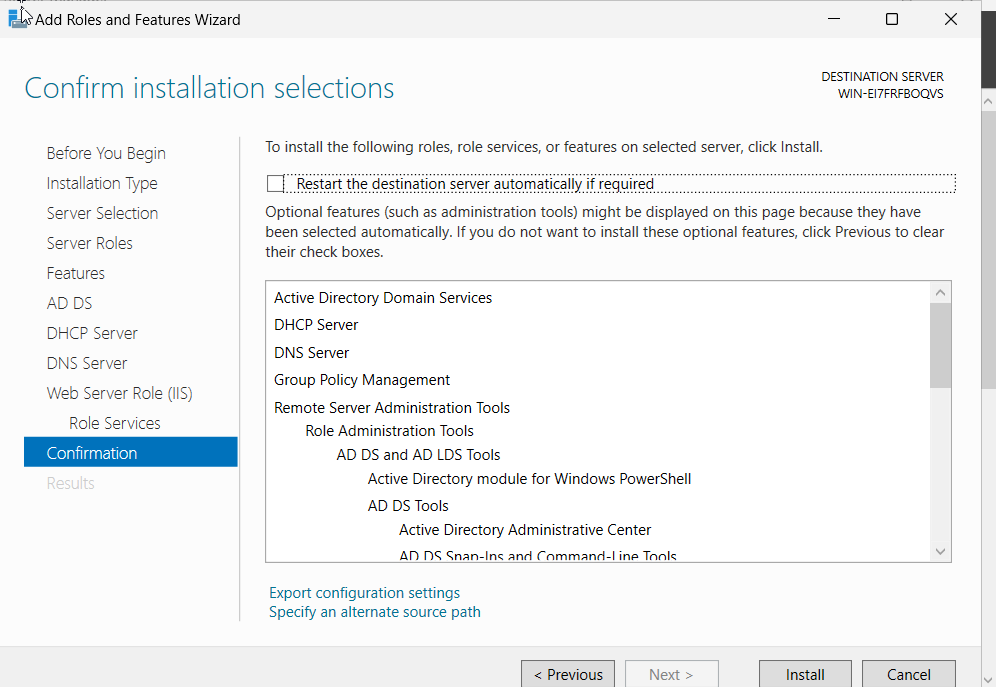 Add Roles and Features Wizard
Confirm installation selections
DESTINATION SERVER
WIN-EI7FRFBOQVS
Before You Begin
Installation Type
Server Selection
Server Roles
Features
AD DS
DHCP Server
DNS Server
Web Server Role (IIS)
Role Services
Confirmation
Results
To install the following roles, role services, or features on selected server, click Install.
Restart the destination server automatically if required
Optional features (such as administration tools) might be displayed on this page because they have
been selected automatically. If you do not want to install these optional features, click Previous to clear
their check boxes.
Active Directory Domain Services
DHCP Server
DNS Server
Group Policy Management
Remote Server Administration Tools
Role Administration Tools
AD DS and AD LDS Tools
Active Directory module for Windows PowerShell
AD DS Tools
Active Directory Administrative Center
AD DS Snap-Ins and Command-Line Tools
Export configuration settings
Specify an alternate source path
< Previous
Next >
Install
Cancel